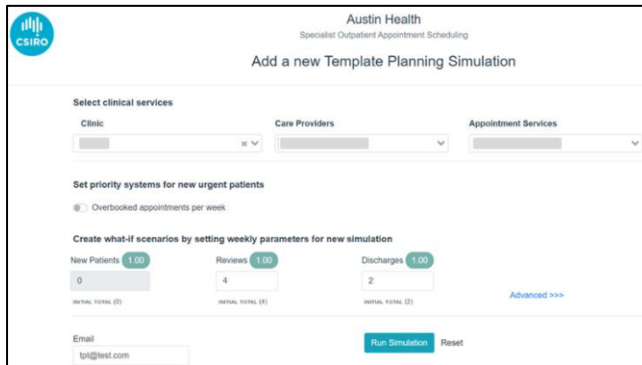 CSIRO
Austin Health
Specialist Outpatient Appointment Scheduling
Add a new Template Planning Simulation
Select clinical services
Clinic Care Providers Appointment Services
Set priority systems for new urgent patients
Overbooked appointments per week
Create what-if scenarios by setting weekly parameters for new simulation
New Patients 1.00 Reviews 1.00 Discharges 1.00
0 4 2
INITIAL TOTAL (0) INITIAL TOTAL (4) INITIAL TOTAL (2) Advanced >>>
Email
Run Simulation Reset
tpt@test.com